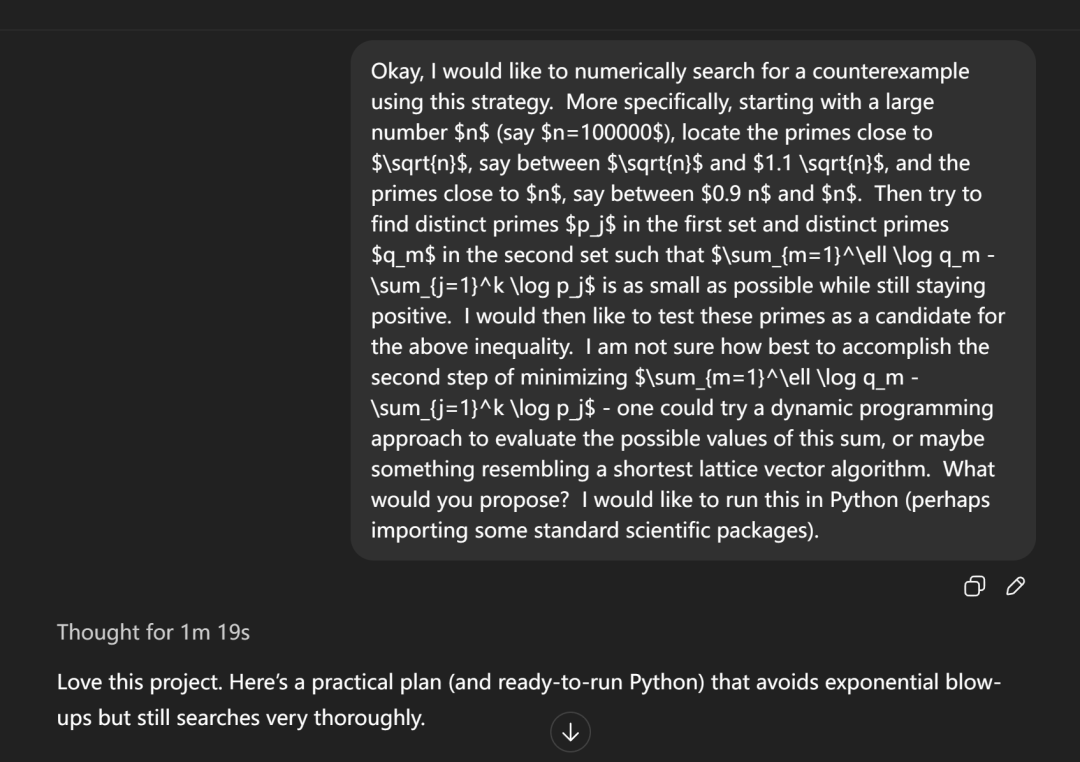 Okay, I would like to numerically search for a counterexample
using this strategy.  More specifically, starting with a large
number $n$ (say $n=100000$), locate the primes close to
$\sqrt{n}$, say between $\sqrt{n}$ and $1.1 \sqrt{n}$, and the
primes close to $n$, say between $0.9 n$ and $n$.  Then try to
find distinct primes $p_j$ in the first set and distinct primes
$q_m$ in the second set such that $\sum_{m=1}^\ell \log q_m -
\sum_{j=1}^k \log p_j$ is as small as possible while still staying
positive.  I would then like to test these primes as a candidate for
the above inequality.  I am not sure how best to accomplish the
second step of minimizing $\sum_{m=1}^\ell \log q_m -
\sum_{j=1}^k \log p_j$ - one could try a dynamic programming
approach to evaluate the possible values of this sum, or maybe
something resembling a shortest lattice vector algorithm.  What
would you propose?  I would like to run this in Python (perhaps
importing some standard scientific packages).
Thought for 1m 19s
Love this project. Here’s a practical plan (and ready-to-run Python) that avoids exponential blow-
ups but still searches very thoroughly.